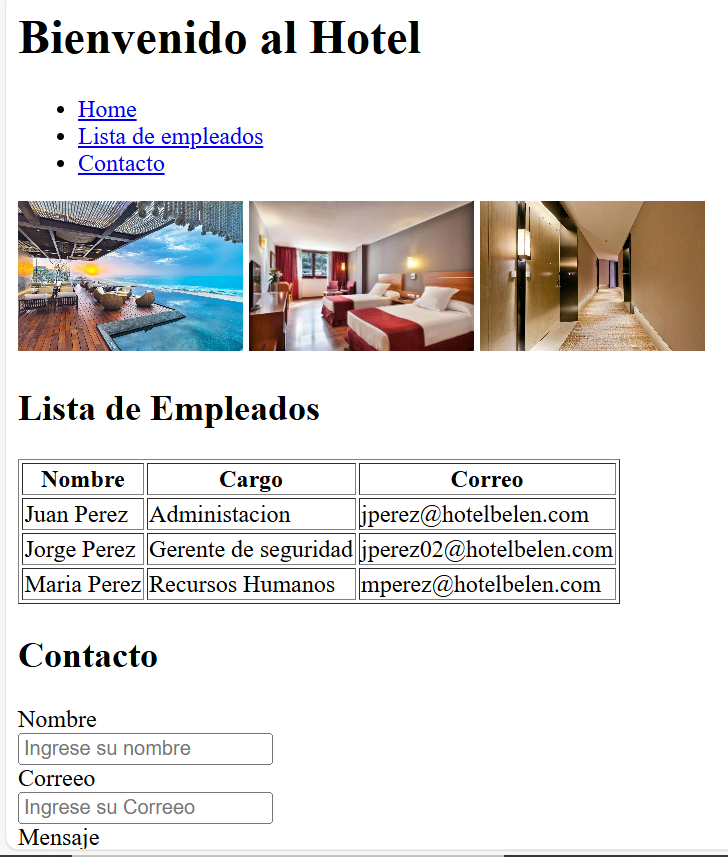 Bienvenido al Hotel
Home
Lista de empleados
Contacto
Lista de Empleados
Nombre Cargo Correo
Juan Perez Administacion jperez@hotelbelen.com
Jorge Perez Gerente de seguridad jperez02@hotelbelen.com
Maria Perez Recursos Humanos mperez@hotelbelen.com
Contacto
Nombre
Ingrese su nombre
Correeo
Ingrese su Correeo
Mensaje